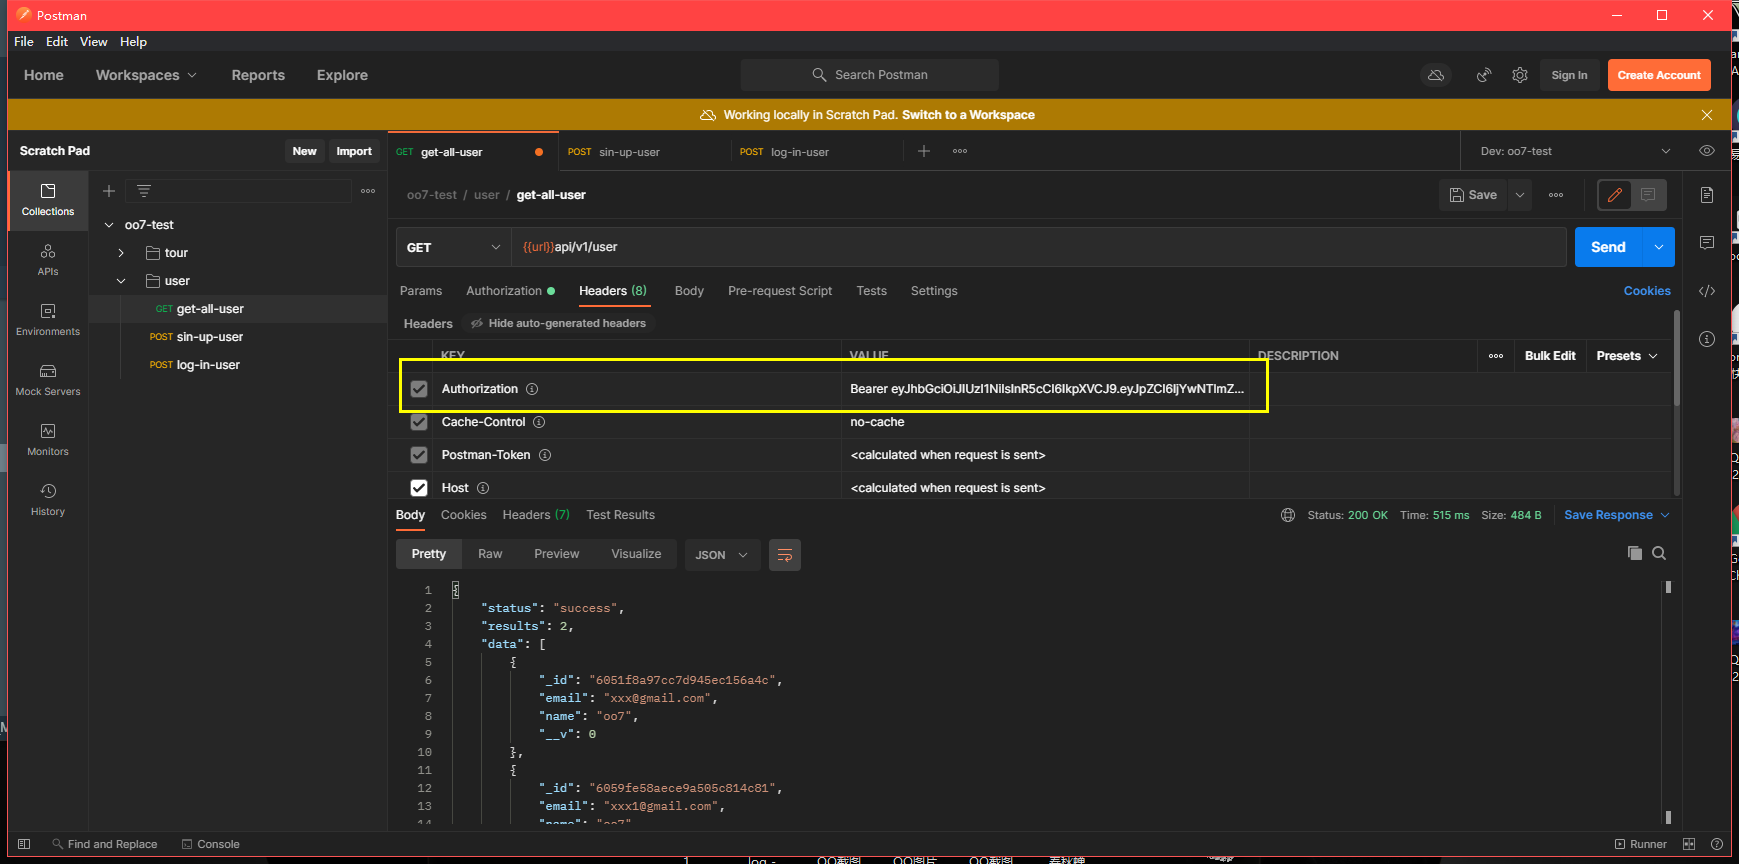 Postman
File Edit View Help
Home Workspaces Reports Explore Search Postman Sign In Create Account
Working locally in Scratch Pad. Switch to a Workspace
Scratch Pad New Import GET get-all-user POST sin-up-user POST log-in-user Dev: oo7-test
oo7-test / user / get-all-user Save
Collections
oo7-test
GET {{url}}api/v1/user Send
tour
APIs
user
Params Authorization Headers (8) Body Pre-request Script Tests Settings Cookies
GET get-all-user
Environments
Headers Hide auto-generated headers
POST sin-up-user
KEY VALUE DESCRIPTION Bulk Edit Presets
POST log-in-user
Mock Servers
Authorization Bearer eyJhbGciOiJIUzI1NiIsInR5cCI6IkpXVCJ9.eyJpZCI6IjYwNTlmZ...
Cache-Control no-cache
Monitors
Postman-Token <calculated when request is sent>
Host <calculated when request is sent>
History
Body Cookies Headers (7) Test Results Status: 200 OK Time: 515 ms Size: 484 B Save Response
Pretty Raw Preview Visualize JSON
1 {
2 "status": "success",
3 "results": 2,
4 "data": [
5 {
6 "_id": "6051f8a97cc7d945ec156a4c",
7 "email": "xxx@gmail.com",
8 "name": "oo7",
9 "__v": 0
10 },
11 {
12 "_id": "6059fe58aece9a505c814c81",
13 "email": "xxx1@gmail.com",
14 "name": "oo7"
Find and Replace Console Runner